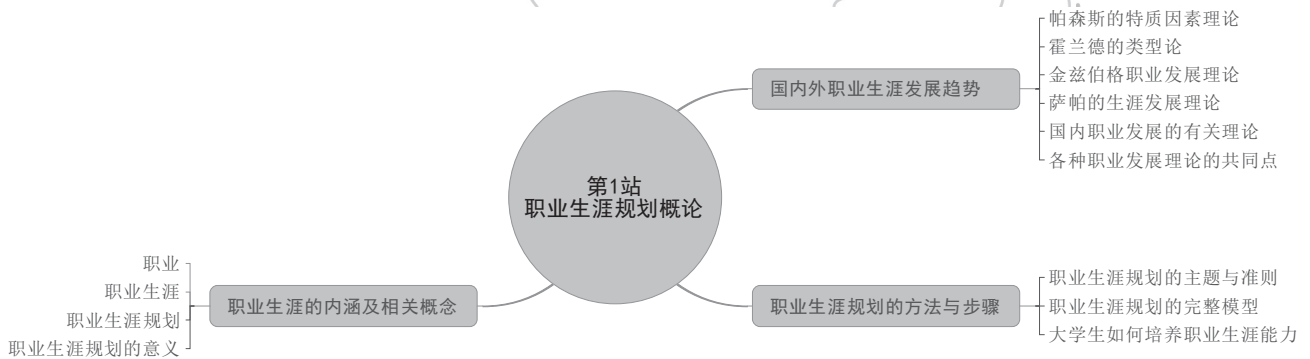 帕森斯的特质因素理论
霍兰德的类型论
金兹伯格职业发展理论
萨帕的生涯发展理论
国内职业发展的有关理论
各种职业发展理论的共同点
国内外职业生涯发展趋势
第1站
职业生涯规划概论
职业
职业生涯
职业生涯规划
职业生涯规划的意义
职业生涯的内涵及相关概念
职业生涯规划的方法与步骤
职业生涯规划的主题与准则
职业生涯规划的完整模型
大学生如何培养职业生涯能力